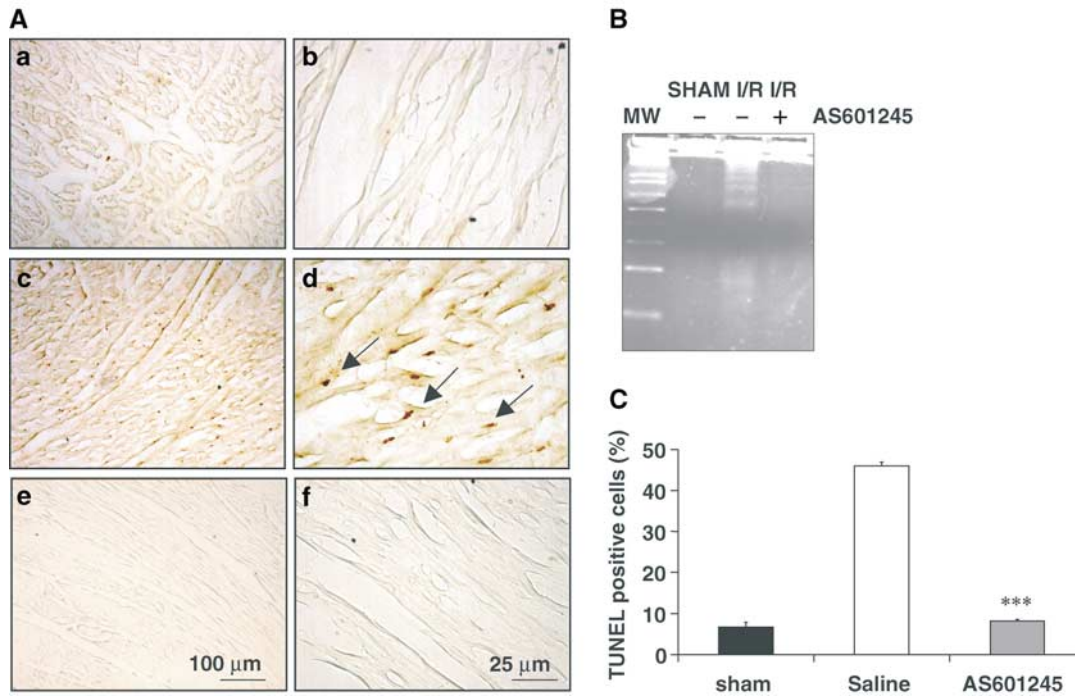 A
a
b
c
d
e
100 μm
f
25 μm
B
SHAM I/R I/R
MW – – + AS601245
C
TUNEL positive cells (%)
50
40
30
20
10
0
***
sham Saline AS601245